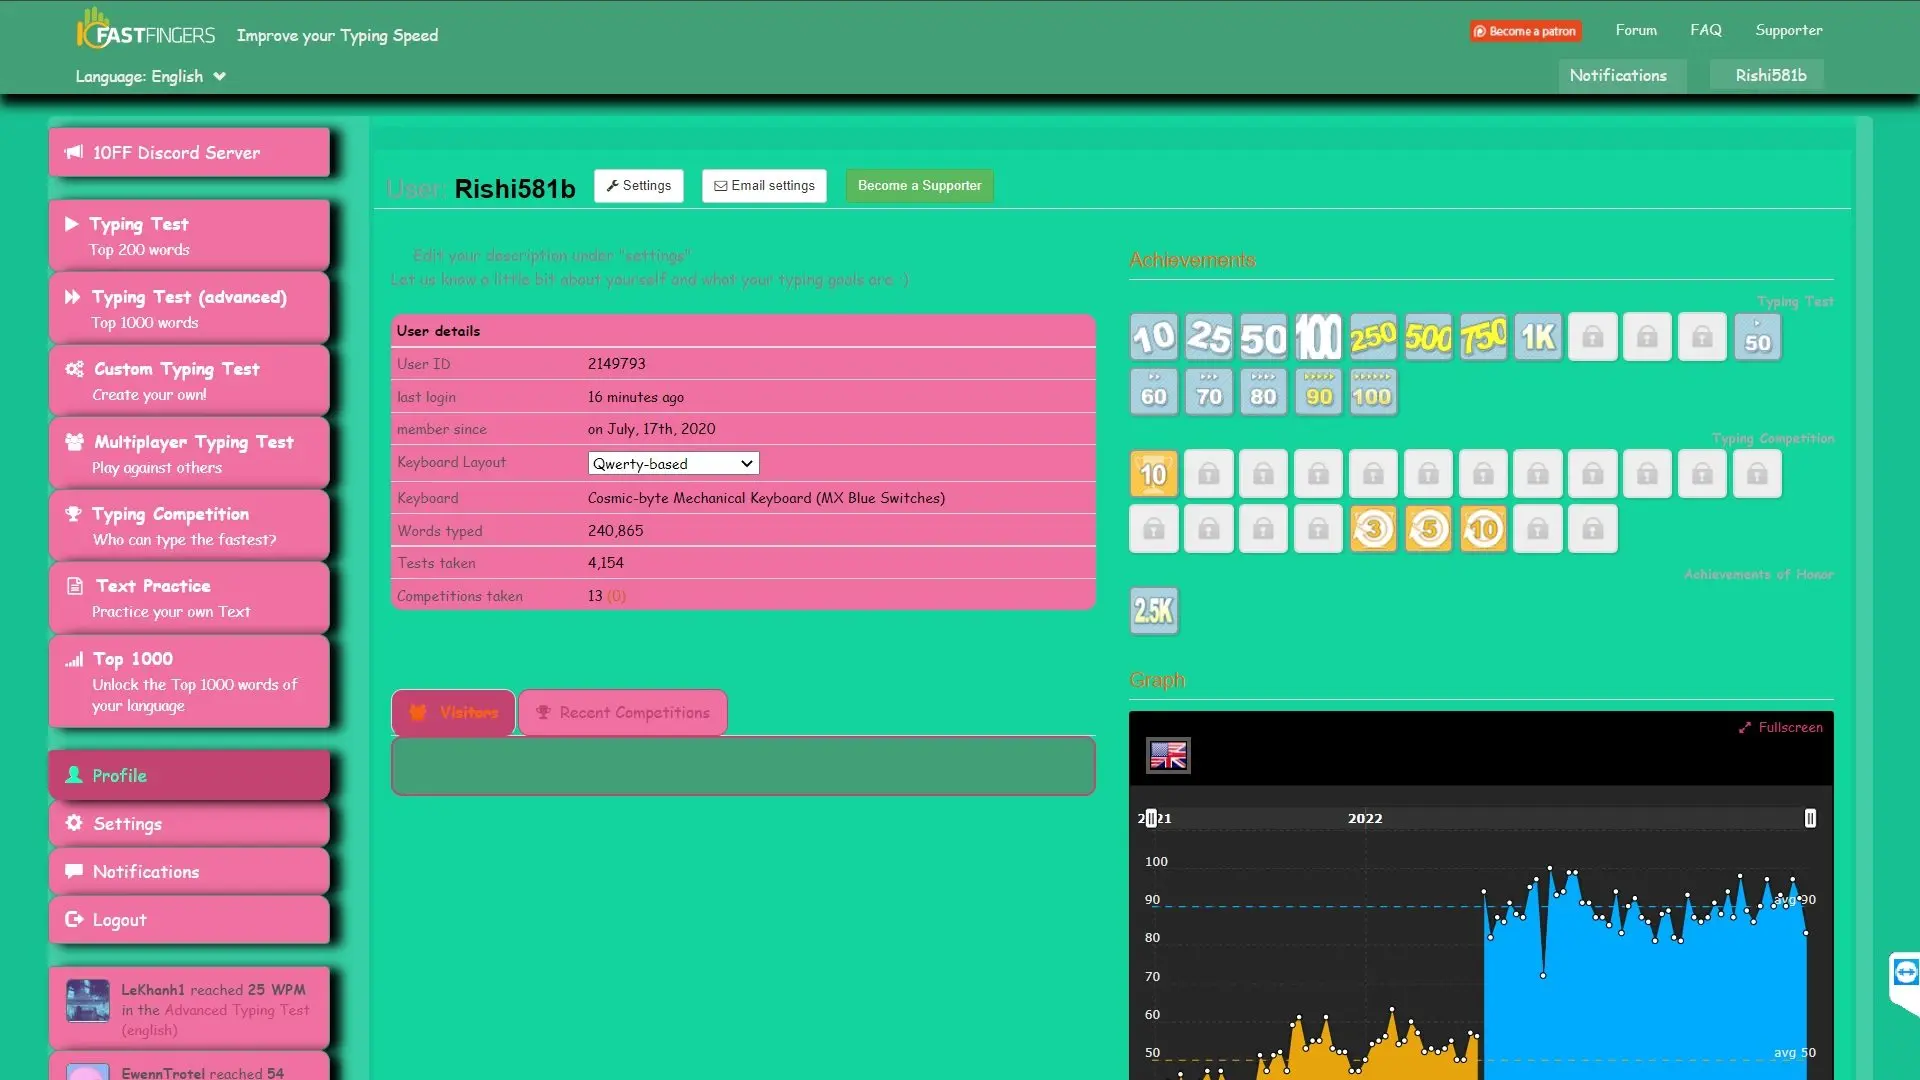 FASTFINGERS
Improve your Typing Speed
Become a patron
Forum
FAQ
Supporter
Language: English
Notifications
Rishi581b
10FF Discord Server
Typing Test
Top 200 words
Typing Test (advanced)
Top 1000 words
Custom Typing Test
Create your own!
Multiplayer Typing Test
Play against others
Typing Competition
Who can type the fastest?
Text Practice
Practice your own Text
Top 1000
Unlock the Top 1000 words of
your language
Profile
Settings
Notifications
Logout
LeKhanh1 reached 25 WPM
in the Advanced Typing Test
(english)
EwennTrotel reached 54
User: Rishi581b
Settings
Email settings
Become a Supporter
Edit your description under "settings"
Let us know a little bit about yourself and what your typing goals are :)
User details
User ID 2149793
last login 16 minutes ago
member since on July, 17th, 2020
Keyboard Layout Qwerty-based
Keyboard Cosmic-byte Mechanical Keyboard (MX Blue Switches)
Words typed 240,865
Tests taken 4,154
Competitions taken 13 (0)
Visitors
Recent Competitions
Achievements
Typing Test
10 25 50 100 250 500 750 1K 50
60 70 80 90 100
Typing Competition
10
3 5 10
Achievements of Honor
2.5K
Graph
Fullscreen
2022
100
90
avg 90
80
70
60
50
avg 50